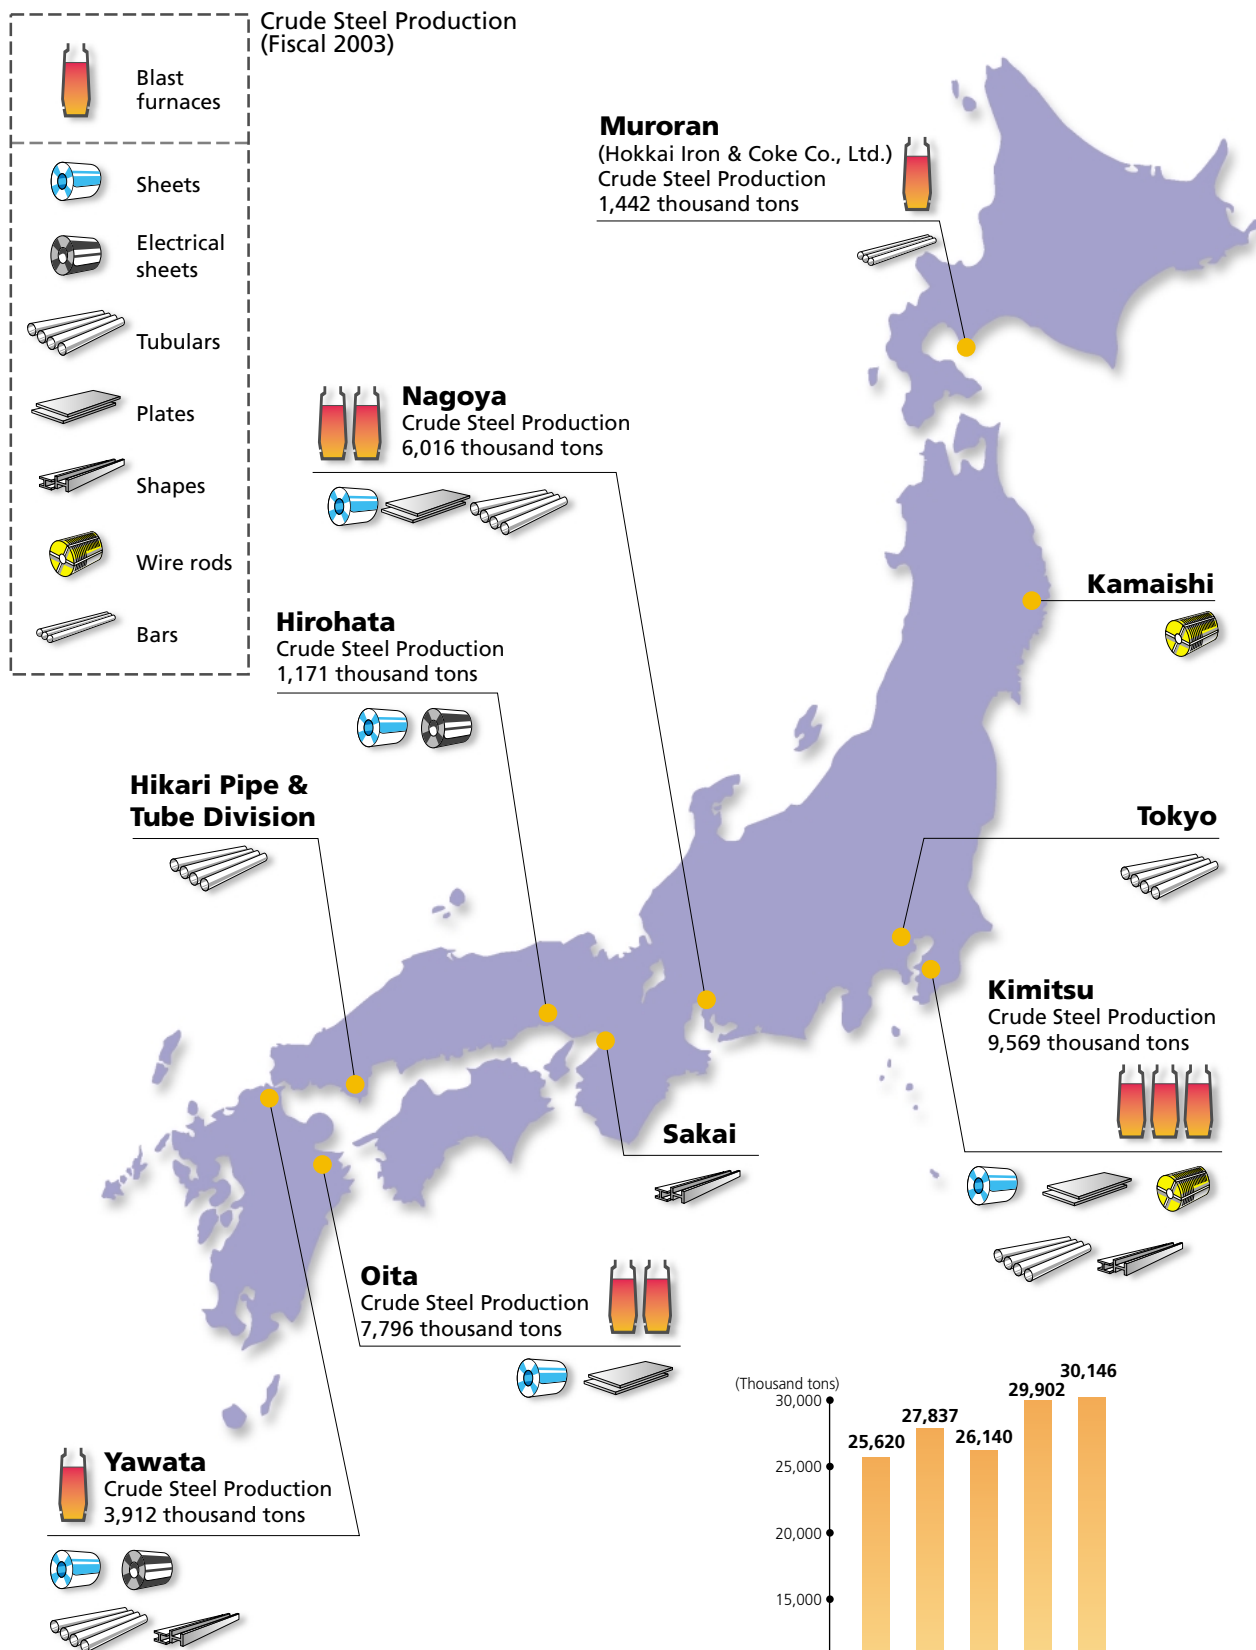 Crude Steel Production
(Fiscal 2003)
Blast
furnaces
Sheets
Electrical
sheets
Tubulars
Plates
Shapes
Wire rods
Bars
Muroran
(Hokkai Iron & Coke Co., Ltd.)
Crude Steel Production
1,442 thousand tons
Nagoya
Crude Steel Production
6,016 thousand tons
Kamaishi
Hirohata
Crude Steel Production
1,171 thousand tons
Hikari Pipe &
Tube Division
Tokyo
Kimitsu
Crude Steel Production
9,569 thousand tons
Sakai
Oita
Crude Steel Production
7,796 thousand tons
Yawata
Crude Steel Production
3,912 thousand tons
(Thousand tons)
30,000
25,000
20,000
15,000
25,620
27,837
26,140
29,902
30,146